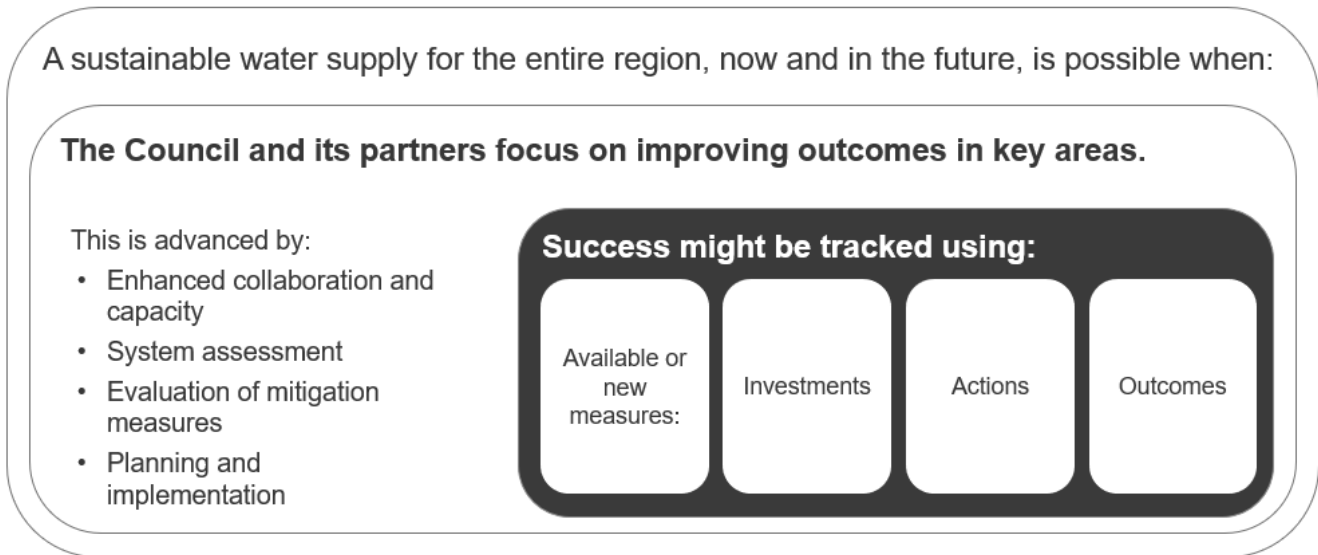 A sustainable water supply for the entire region, now and in the future, is possible when:
The Council and its partners focus on improving outcomes in key areas.
This is advanced by:
• Enhanced collaboration and
capacity
• System assessment
• Evaluation of mitigation
measures
• Planning and
implementation
Success might be tracked using:
Available or
new
measures:
Investments
Actions
Outcomes